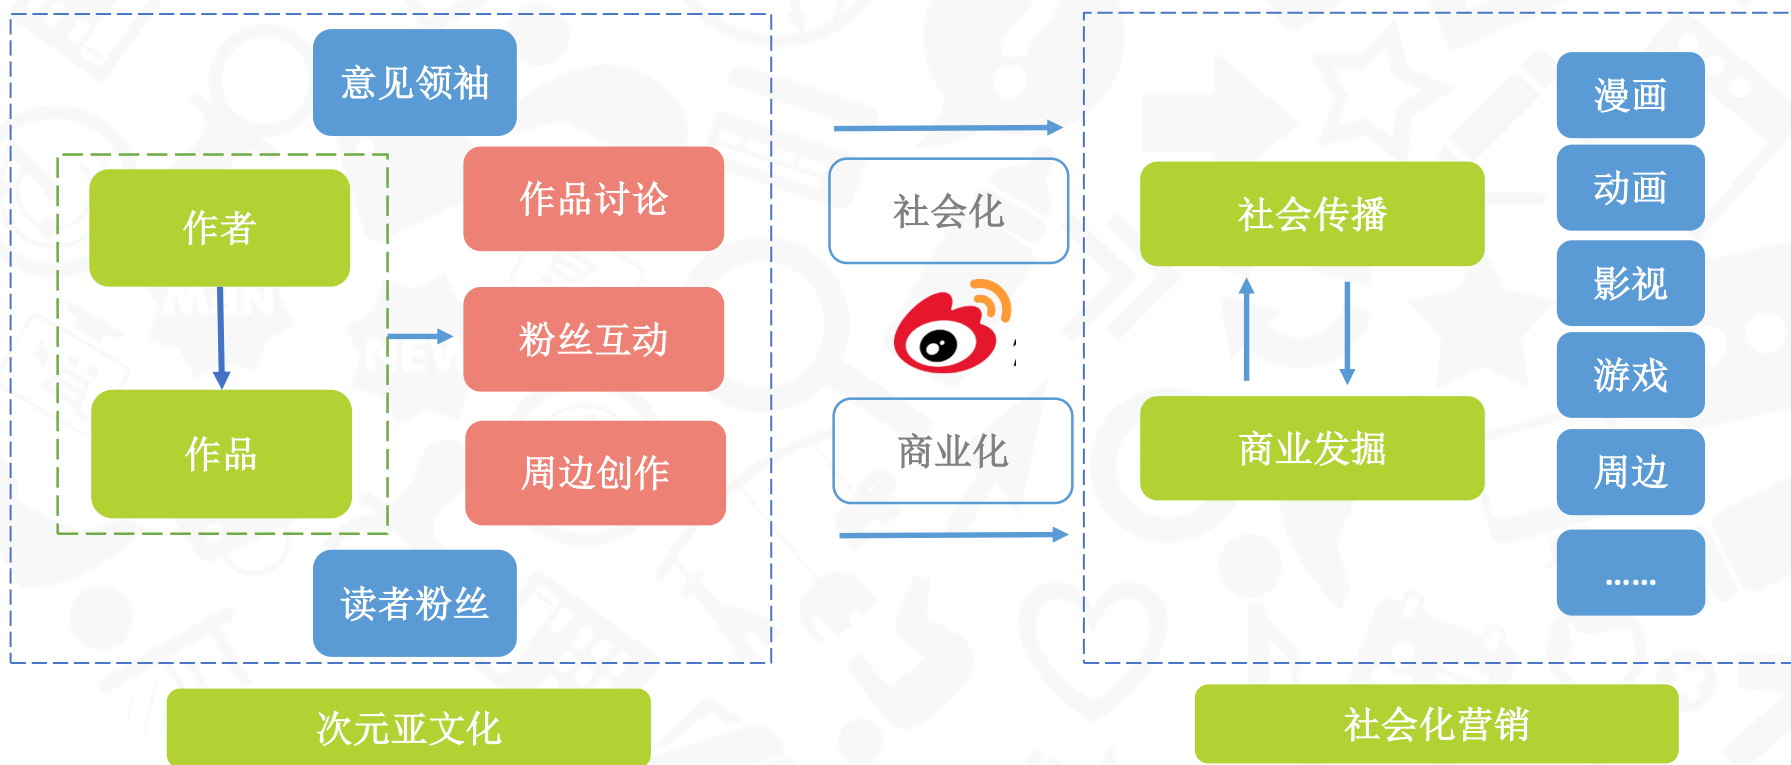 意见领袖
作者
作品
作品讨论
粉丝互动
周边创作
读者粉丝
次元亚文化
社会化
商业化
社会传播
商业发掘
漫画
动画
影视
游戏
周边
……
社会化营销
NEW